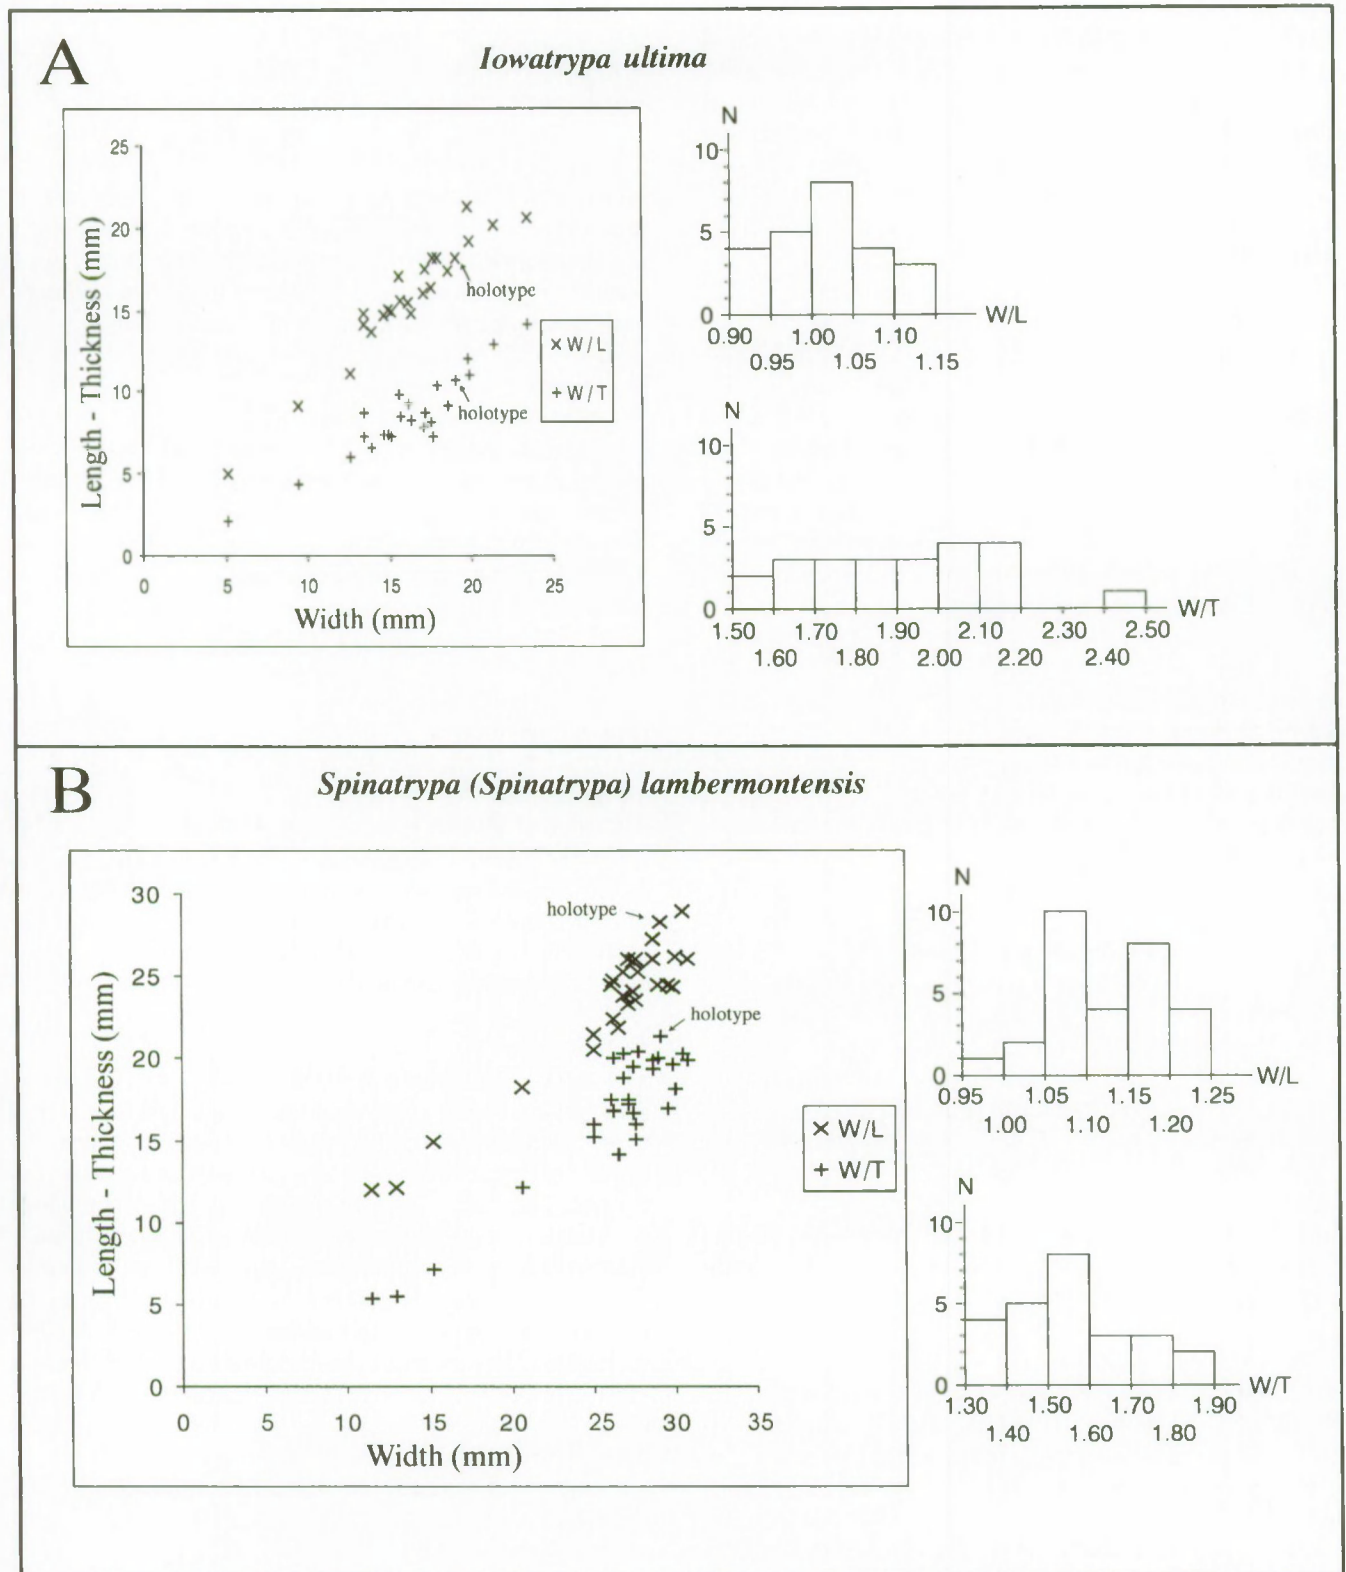 A
Iowatrypa ultima
25
20
15
10
5
0
Length - Thickness (mm)
holotype
holotype
× W/L
+ W/T
0 5 10 15 20 25
Width (mm)
N
10
5
0
W/L
0.90 1.00 1.10
0.95 1.05 1.15
N
10
5
0
W/T
1.50 1.70 1.90 2.10 2.30 2.50
1.60 1.80 2.00 2.20 2.40
B
Spinatrypa (Spinatrypa) lambermontensis
30
25
20
15
10
5
0
Length - Thickness (mm)
holotype
holotype
× W/L
+ W/T
0 5 10 15 20 25 30 35
Width (mm)
N
10
5
0
W/L
0.95 1.05 1.15 1.25
1.00 1.10 1.20
N
10
5
0
W/T
1.30 1.50 1.70 1.90
1.40 1.60 1.80